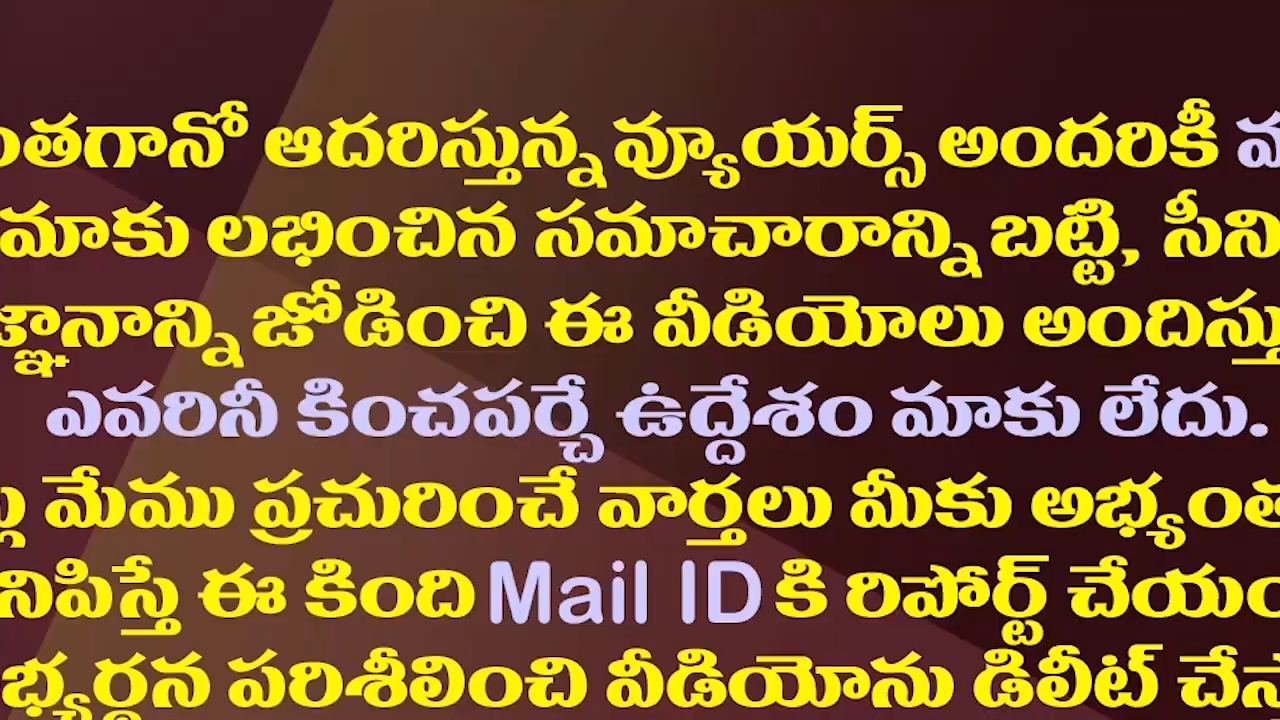 ఆదరిస్తున్న వ్యూయర్స్ అందరికీ
మాకు లభించిన సమాచారాన్ని బట్టి,
జోడించి ఈ వీడియోలు
ఎవరినీ కించపర్చే ఉద్దేశం మాకు లేదు.
మేము ప్రచురించే వార్తలు మీకు
ఈ కింది Mail ID కి రిపోర్ట్
పరిశీలించి వీడియోను డిలీట్